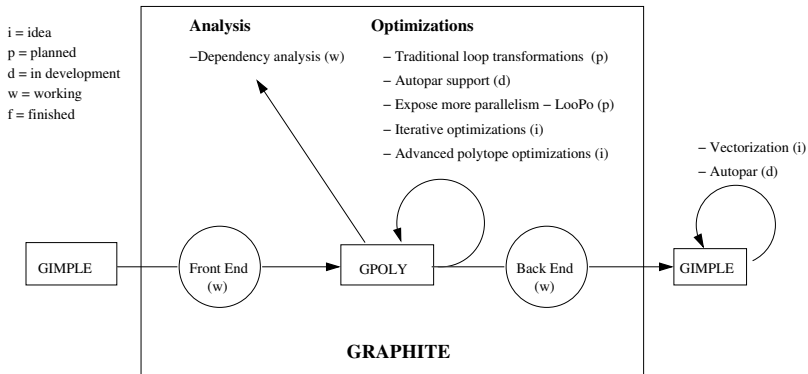 i = idea
p = planned
d = in development
w = working
f = finished
Analysis
−Dependency analysis (w)
Optimizations
− Traditional loop transformations (p)
− Autopar support (d)
− Expose more parallelism − LooPo (p)
− Iterative optimizations (i)
− Advanced polytope optimizations (i)
− Vectorization (i)
− Autopar (d)
GIMPLE
Front End
(w)
GPOLY
Back End
(w)
GIMPLE
GRAPHITE